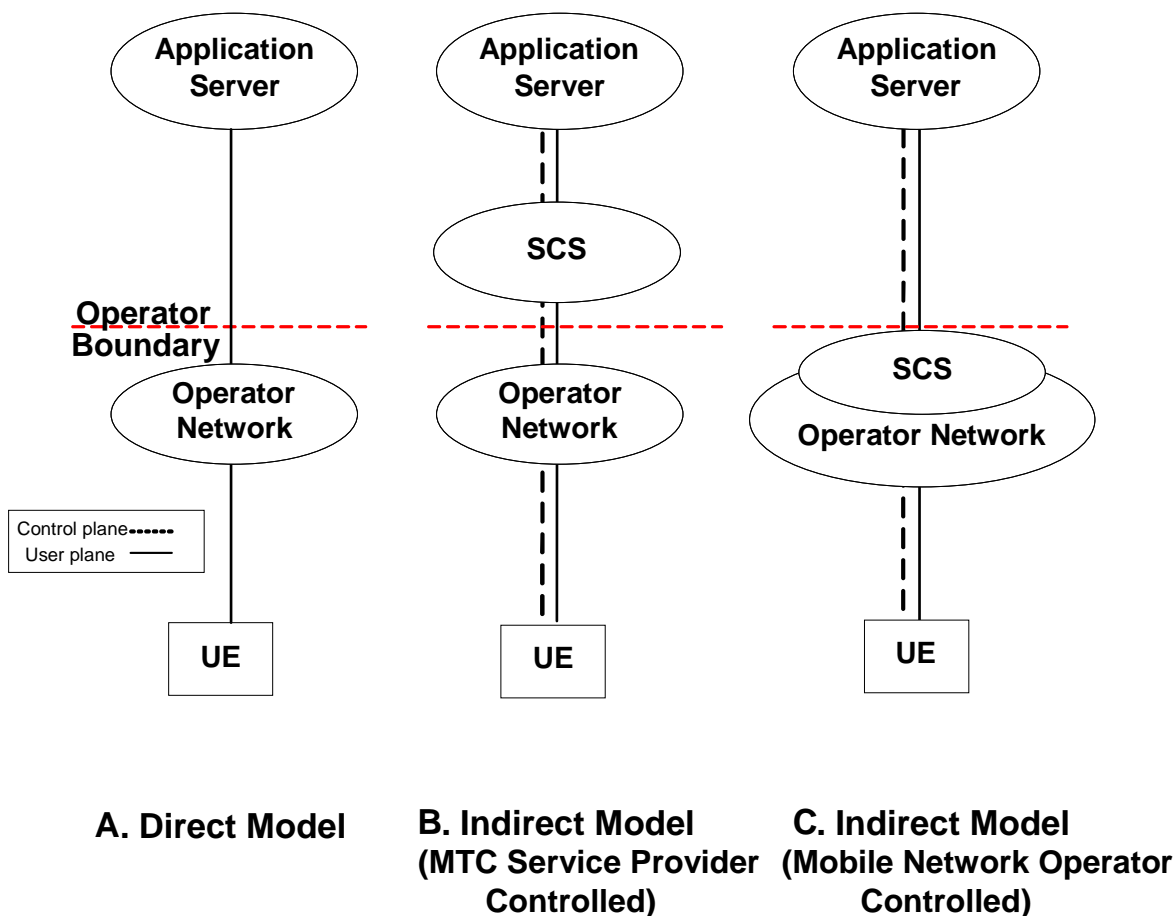 Application
Server
Application
Server
Application
Server
SCS
Operator
Boundary
SCS
Operator
Network
Operator
Network
Operator Network
Control plane
User plane
UE
UE
UE
A. Direct Model
B. Indirect Model
(MTC Service Provider
Controlled)
C. Indirect Model
(Mobile Network Operator
Controlled)